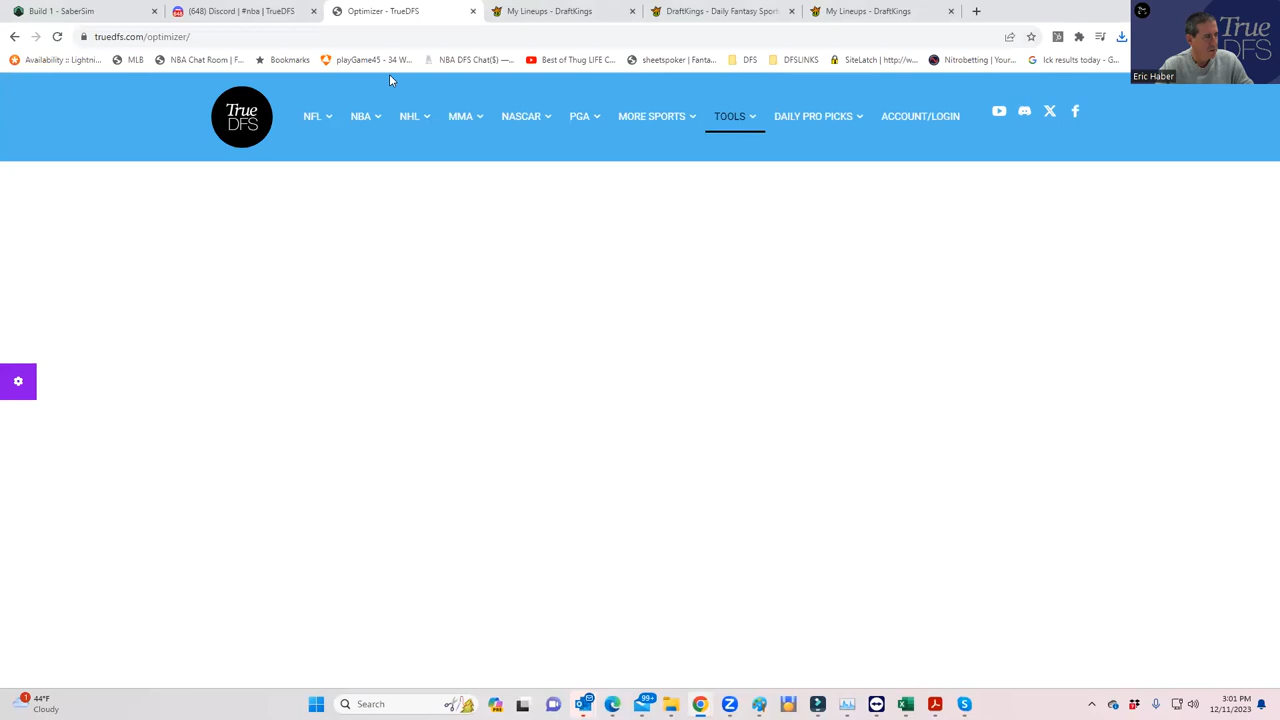 Build 1 - SaberSim
(648) Discord | #nba | TrueDFS
Optimizer - TrueDFS
My Lineups - DraftKings
DraftKings - Daily Fantasy Sport
My Lineups - DraftKings
truedfs.com/optimizer/
Availability :: Lightni...
MLB
NBA Chat Room | F...
Bookmarks
playGame45 - 34 W...
NBA DFS Chat($) —...
Best of Thug LIFE C...
sheetspoker | Fanta...
DFS
DFSLINKS
SiteLatch | http://w...
Nitrobetting | Your...
lck results today - G...
True
DFS
Eric Haber
True
DFS
NFL
NBA
NHL
MMA
NASCAR
PGA
MORE SPORTS
TOOLS
DAILY PRO PICKS
ACCOUNT/LOGIN
1
44°F
Cloudy
Search
99+
3:01 PM
12/11/2023